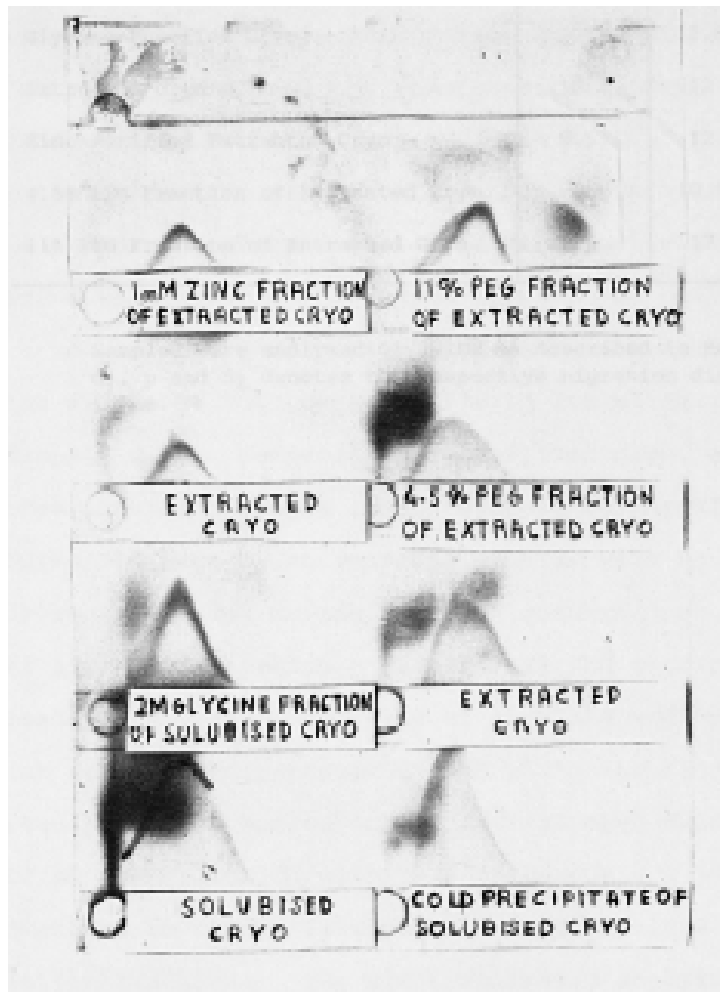 1mM ZINC FRACTION
OF EXTRACTED CRYO
11% PEG FRACTION
OF EXTRACTED CRYO
EXTRACTED
CRYO
4.5% PEG FRACTION
OF EXTRACTED CRYO
2M GLYCINE FRACTION
OF SOLUBISED CRYO
EXTRACTED
CRYO
SOLUBISED
CRYO
COLD PRECIPITATE OF
SOLUBISED CRYO